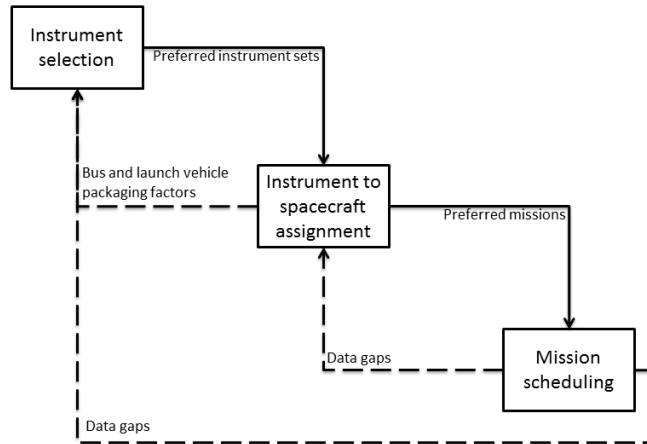 Instrument
selection
Preferred instrument sets
Bus and launch vehicle
packaging factors
Instrument to
spacecraft
assignment
Preferred missions
Data gaps
Mission
scheduling
Data gaps